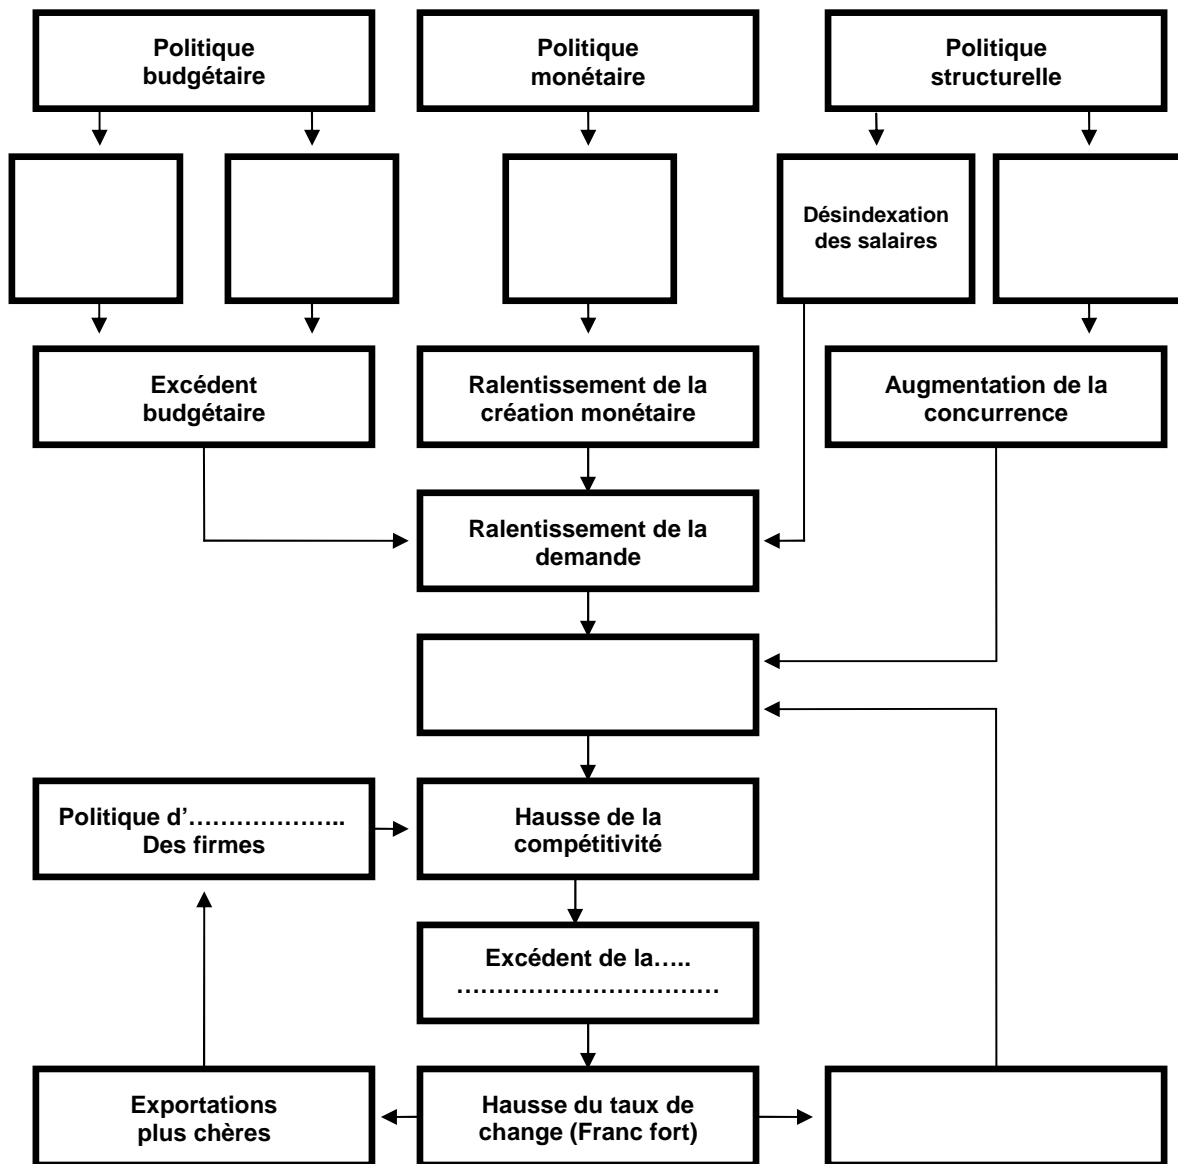 Politique
budgétaire
Politique
monétaire
Politique
structurelle
Désindexation
des salaires
Excédent
budgétaire
Ralentissement de la
création monétaire
Augmentation de la
concurrence
Ralentissement de la
demande
Politique d’………………..
Des firmes
Hausse de la
compétitivité
Excédent de la…..
……………………………
Exportations
plus chères
Hausse du taux de
change (Franc fort)